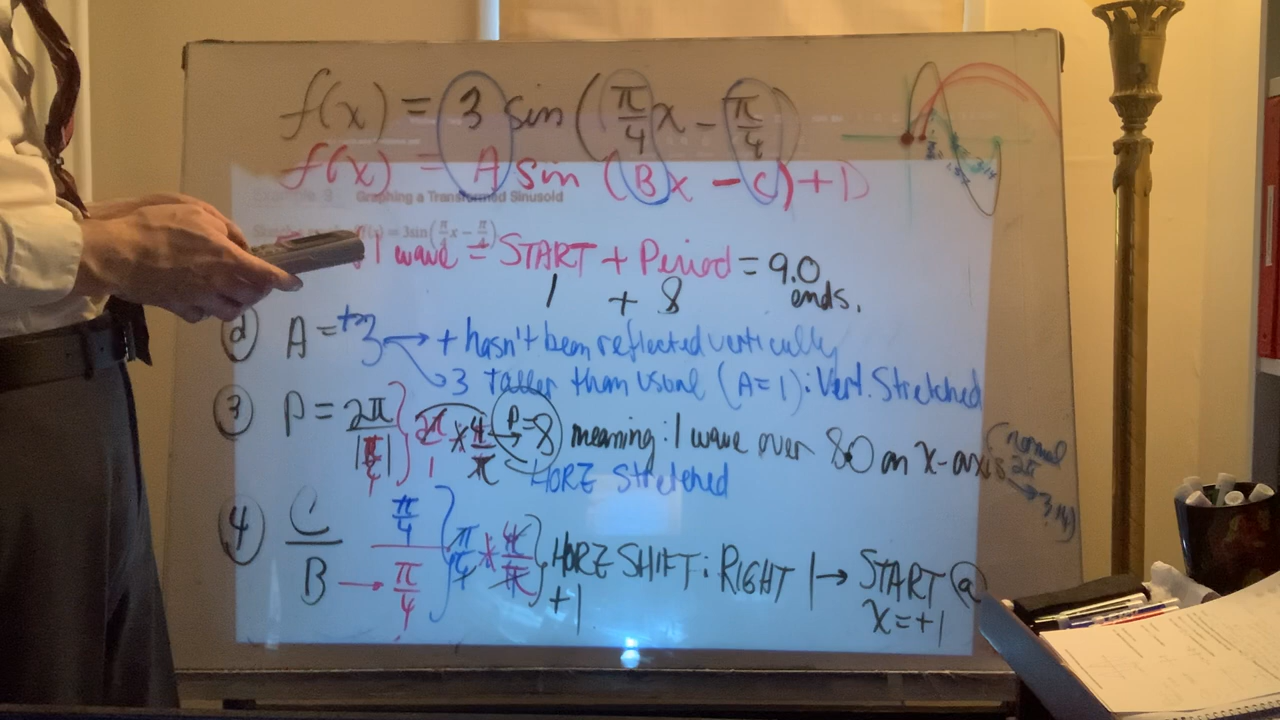 f(x) = 3 sin(π/4 x - π/4)
f(x) = A sin (Bx - C) + D
Graphing a Transformed Sinusoid
f(x) = 3sin(π/4 x - π/4)
1 wave = START + Period = 9.0
1 + 8 ends.
② A = +3 → + hasn't been reflected vertically
→ 3 Taller than usual (A=1): Vert. Stretched
③ P = 2π/|π/4| } 2π/1 * 4/π → P=8 meaning: 1 wave over 8.0 on x-axis (normal 2π
HORZ Stretched
④ C/B → π/4 / π/4 } π/4 * 4/π } HORZ SHIFT: RIGHT 1 → START @
+1 x=+1